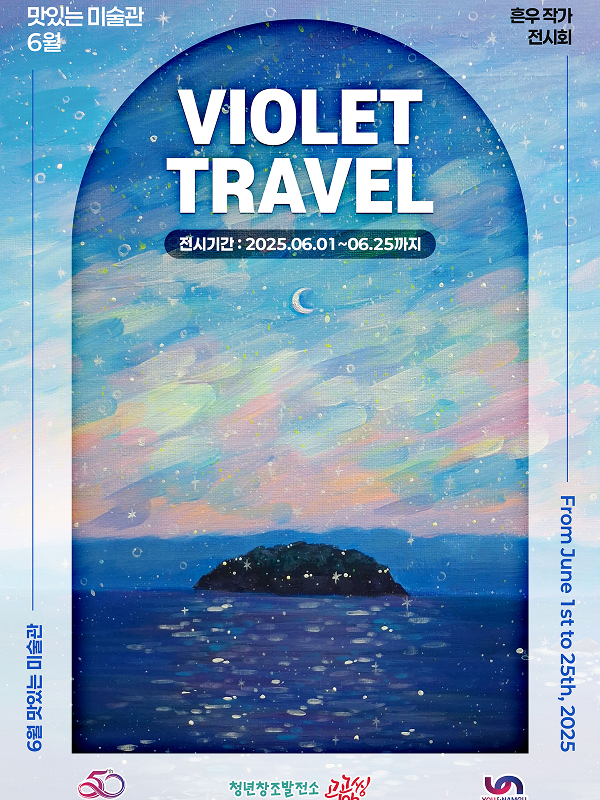 맛있는 미술관
6월
흔우 작가
전시회
VIOLET
TRAVEL
전시기간 : 2025.06.01~06.25까지
From June 1st to 25th, 2025
6월 맛있는 미술관
50th
청년창조발전소